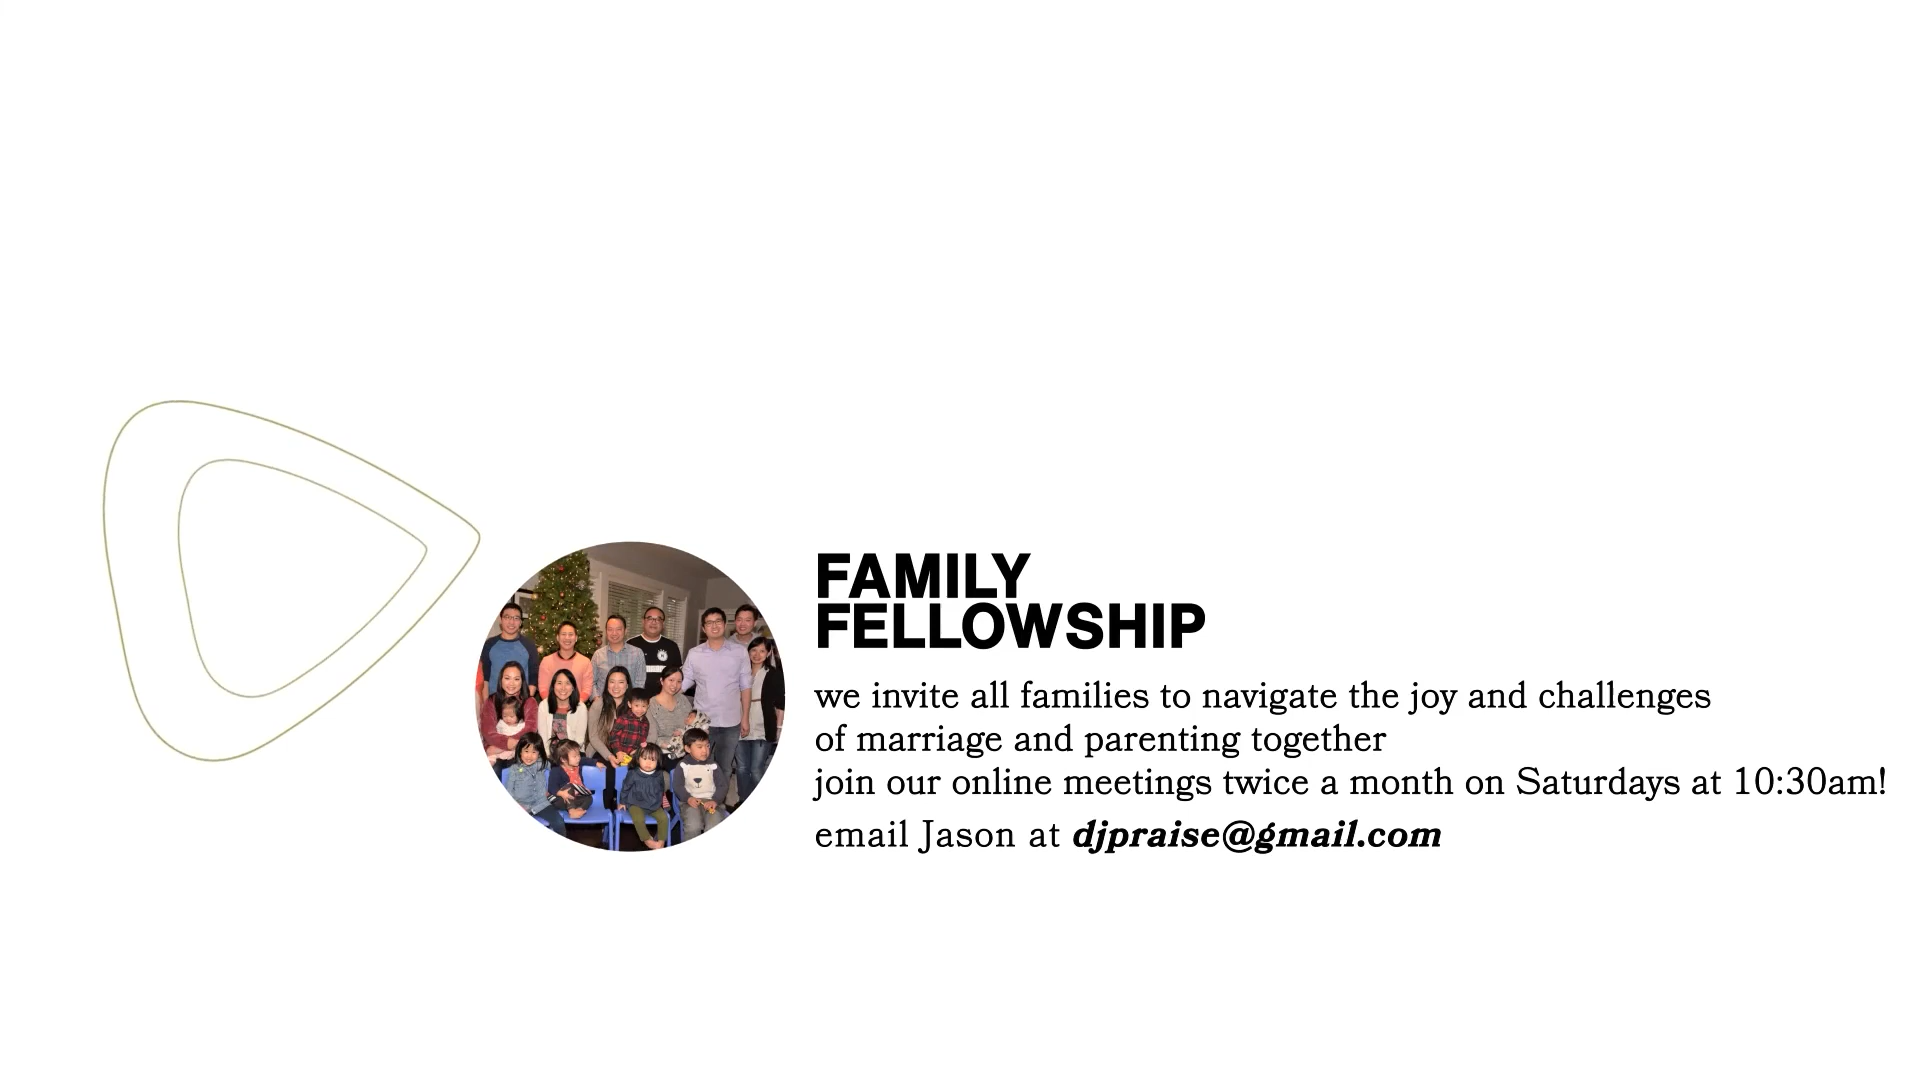 FAMILY
FELLOWSHIP
we invite all families to navigate the joy and challenges
of marriage and parenting together
join our online meetings twice a month on Saturdays at 10:30am!
email Jason at djpraise@gmail.com